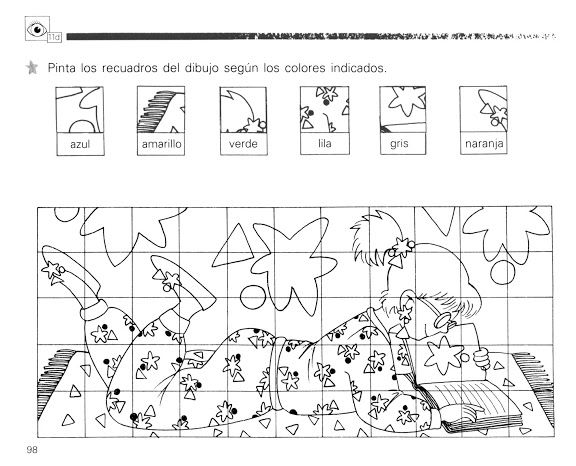 11d
Pinta los recuadros del dibujo según los colores indicados.
azul
amarillo
verde
lila
gris
naranja
98